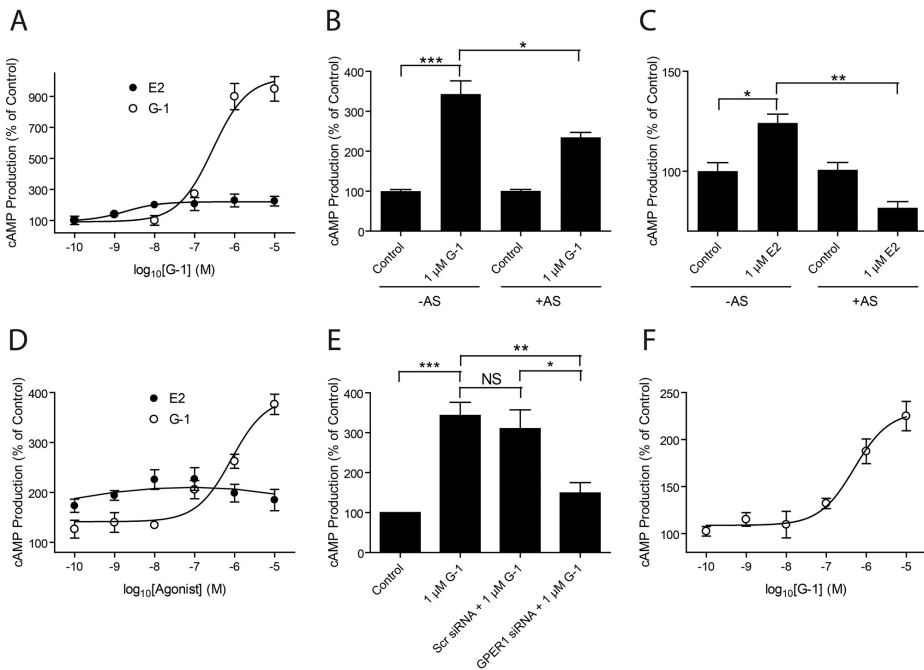 A
cAMP Production (% of Control)
900
700
500
300
100
E2
G-1
-10 -9 -8 -7 -6 -5
log10[G-1] (M)
B
cAMP Production (% of Control)
400
300
200
100
0
***
*
Control
1 µM G-1
Control
1 µM G-1
-AS
+AS
C
cAMP Production (% of Control)
150
100
*
**
Control
1 µM E2
Control
1 µM E2
-AS
+AS
D
cAMP Production (% of Control)
400
300
200
100
E2
G-1
-10 -9 -8 -7 -6 -5
log10[Agonist] (M)
E
cAMP Production (% of Control)
400
300
200
100
0
***
**
NS
*
Control
1 µM G-1
Scr siRNA + 1 µM G-1
GPER1 siRNA + 1 µM G-1
F
cAMP Production (% of Control)
250
200
150
100
-10 -9 -8 -7 -6 -5
log10[G-1] (M)